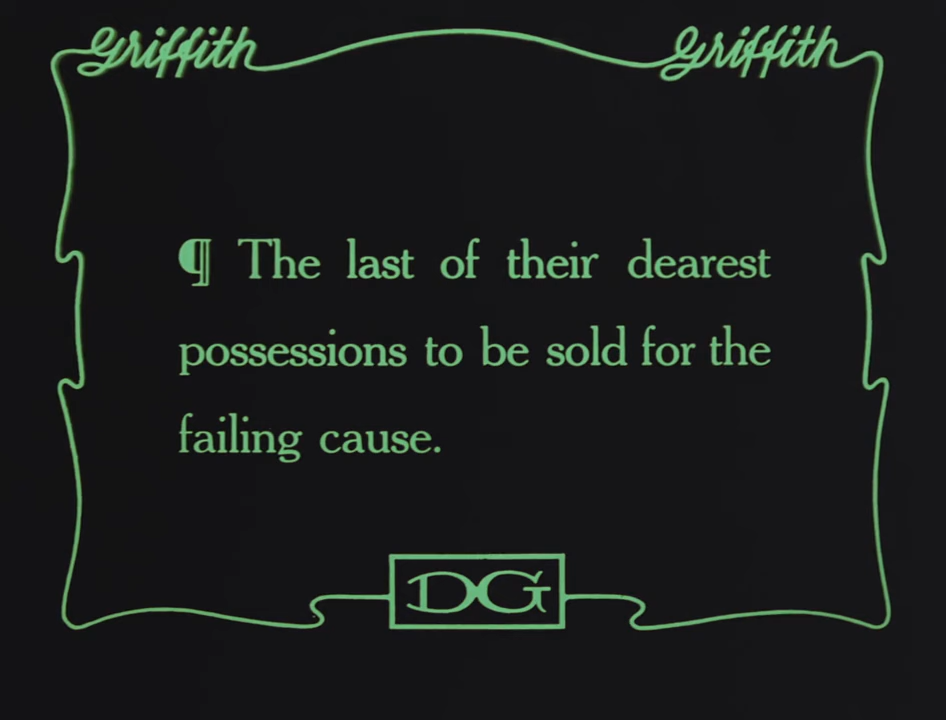 Griffith Griffith
¶ The last of their dearest
possessions to be sold for the
failing cause.
DG